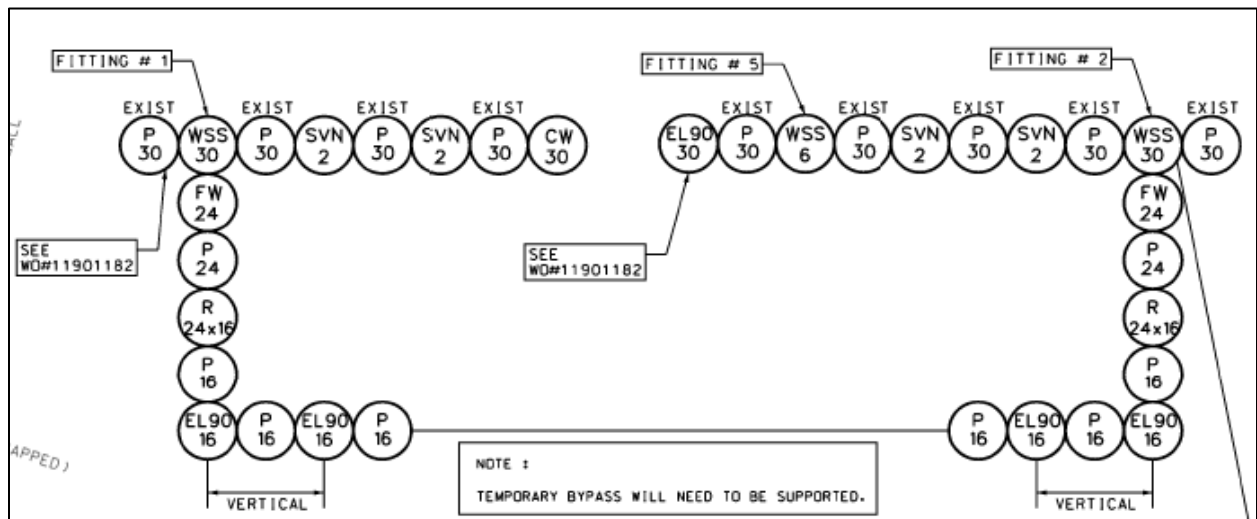 FITTING # 1
FITTING # 5
FITTING # 2
EXIST EXIST EXIST EXIST
EXIST EXIST EXIST EXIST EXIST
P 30
WSS 30
P 30
SVN 2
P 30
SVN 2
P 30
CW 30
EL90 30
P 30
WSS 6
P 30
SVN 2
P 30
SVN 2
P 30
WSS 30
P 30
FW 24
P 24
R 24x16
P 16
EL90 16
P 16
EL90 16
P 16
FW 24
P 24
R 24x16
P 16
P 16
EL90 16
P 16
EL90 16
SEE
WO#11901182
SEE
WO#11901182
VERTICAL
VERTICAL
NOTE :
TEMPORARY BYPASS WILL NEED TO BE SUPPORTED.
APPED)